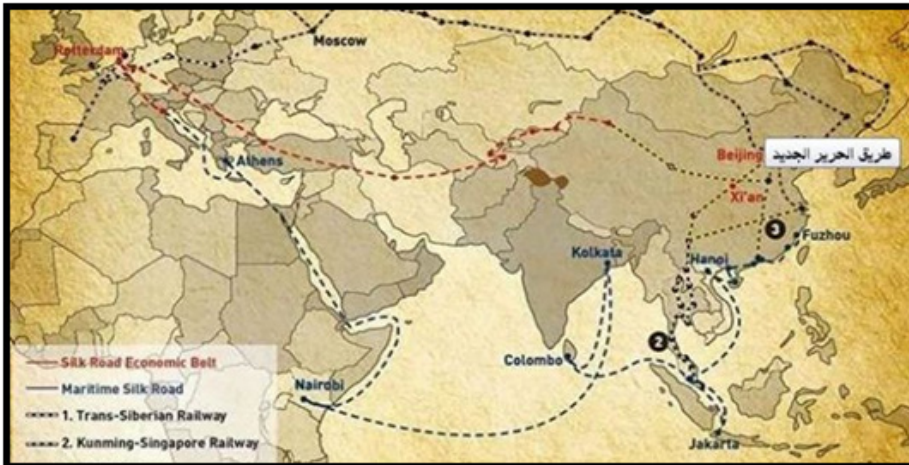 Rotterdam
Moscow
Athens
Beijing
طريق الحرير الجديد
Xi'an
3
Fuzhou
Kolkata
Hanoi
2
Colombo
Nairobi
Jakarta
Silk Road Economic Belt
Maritime Silk Road
1. Trans-Siberian Railway
2. Kunming-Singapore Railway